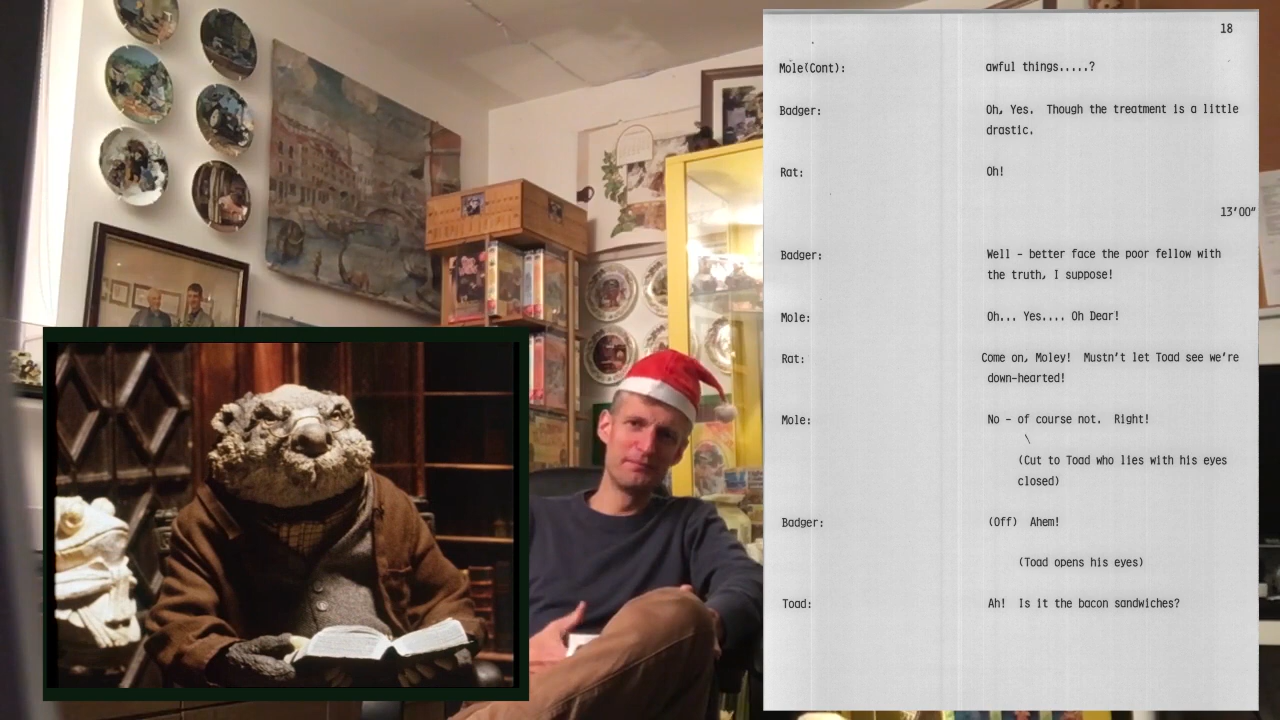 18
Mole(Cont): awful things.....?
Badger: Oh, Yes. Though the treatment is a little
drastic.
Rat: Oh!
13'00"
Badger: Well - better face the poor fellow with
the truth, I suppose!
Mole: Oh... Yes.... Oh Dear!
Rat: Come on, Moley! Mustn't let Toad see we're
down-hearted!
Mole: No - of course not. Right!
(Cut to Toad who lies with his eyes
closed)
Badger: (Off) Ahem!
(Toad opens his eyes)
Toad: Ah! Is it the bacon sandwiches?